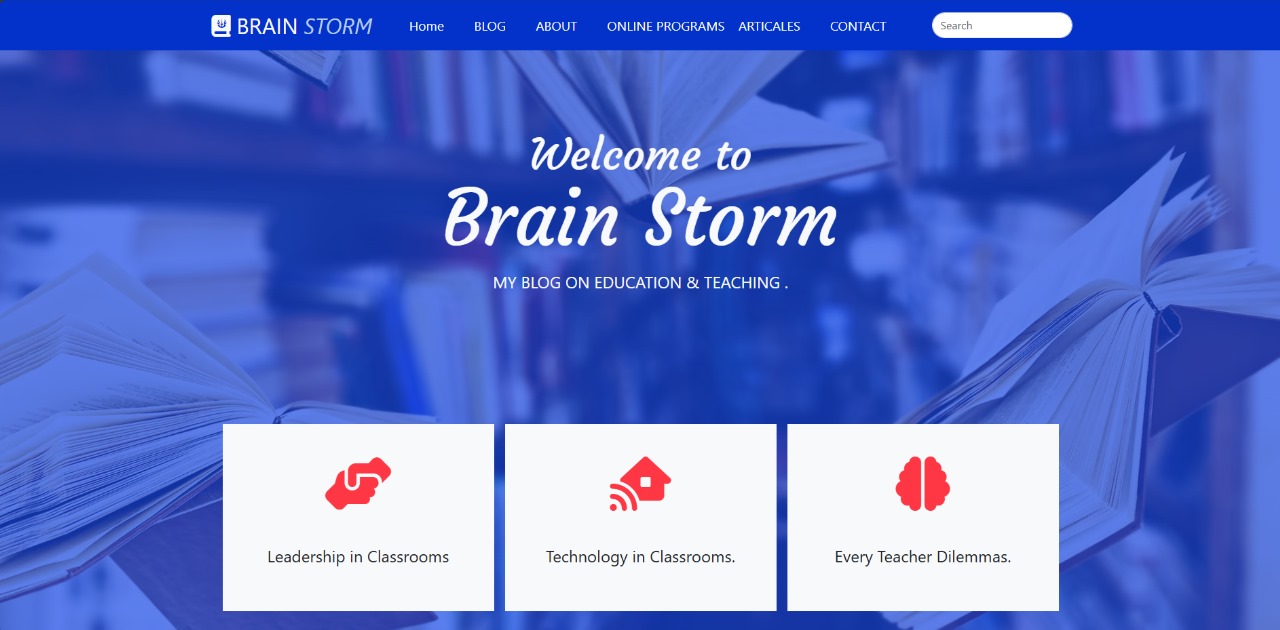 BRAIN STORM
Home BLOG ABOUT ONLINE PROGRAMS ARTICALES CONTACT
Search
Welcome to
Brain Storm
MY BLOG ON EDUCATION & TEACHING .
Leadership in Classrooms
Technology in Classrooms.
Every Teacher Dilemmas.